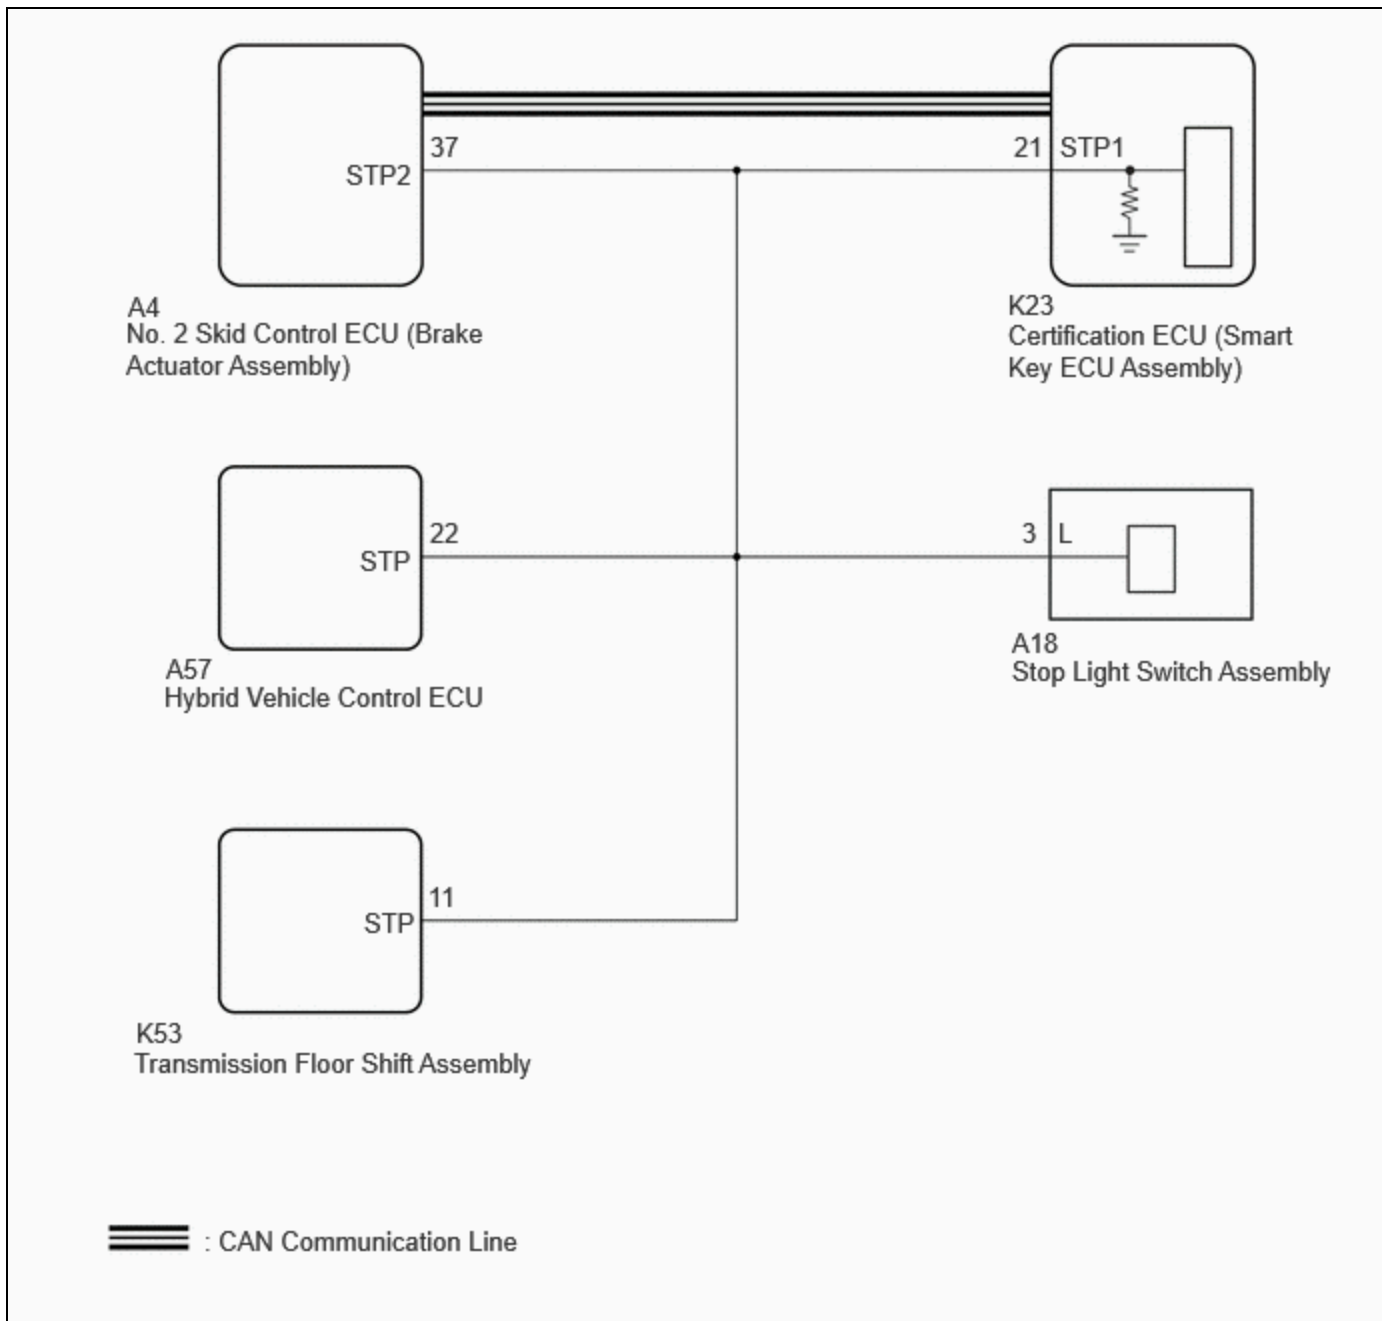 37
STP2
21
STP1
A4
No. 2 Skid Control ECU (Brake
Actuator Assembly)
K23
Certification ECU (Smart
Key ECU Assembly)
22
STP
3
L
A57
Hybrid Vehicle Control ECU
A18
Stop Light Switch Assembly
11
STP
K53
Transmission Floor Shift Assembly
: CAN Communication Line